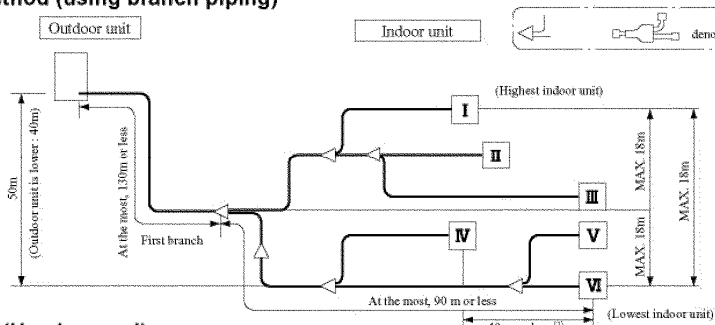 (using branch piping)
Outdoor unit
Indoor unit
(Highest indoor unit)
I
II
III
IV
V
VI
50m
(Outdoor unit is lower : 40m)
At the most, 130m or less
First branch
MAX. 18m
MAX. 18m
MAX. 18m
At the most, 90 m or less
(Lowest indoor unit)